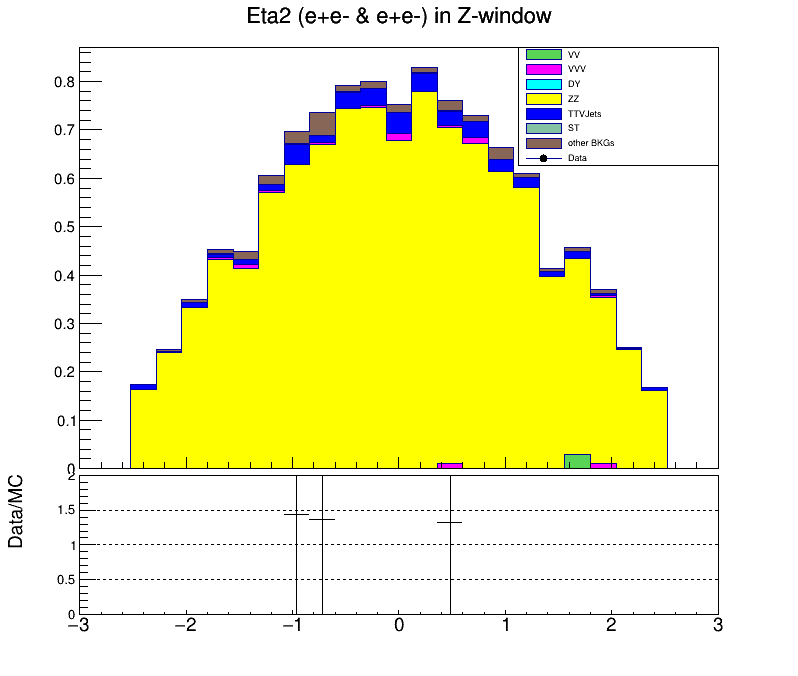 Eta2 (e+e- & e+e-) in Z-window
VV
VVV
DY
ZZ
TTVJets
ST
other BKGs
Data
0.8
0.7
0.6
0.5
0.4
0.3
0.2
0.1
0
2
1.5
1
0.5
0
Data/MC
−3 −2 −1 0 1 2 3